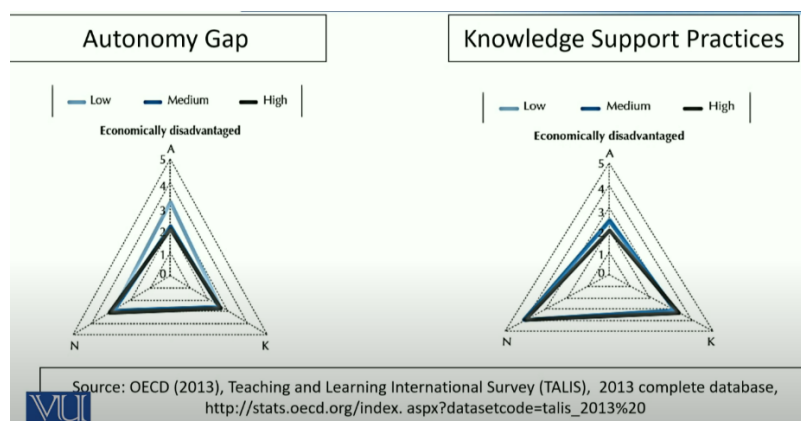 Autonomy Gap
Low Medium High
Economically disadvantaged
A
5
4
3
2
1
0
N K
Knowledge Support Practices
Low Medium High
Economically disadvantaged
A
5
4
3
2
1
0
N K
Source: OECD (2013), Teaching and Learning International Survey (TALIS), 2013 complete database,
http://stats.oecd.org/index. aspx?datasetcode=talis_2013%20
VU